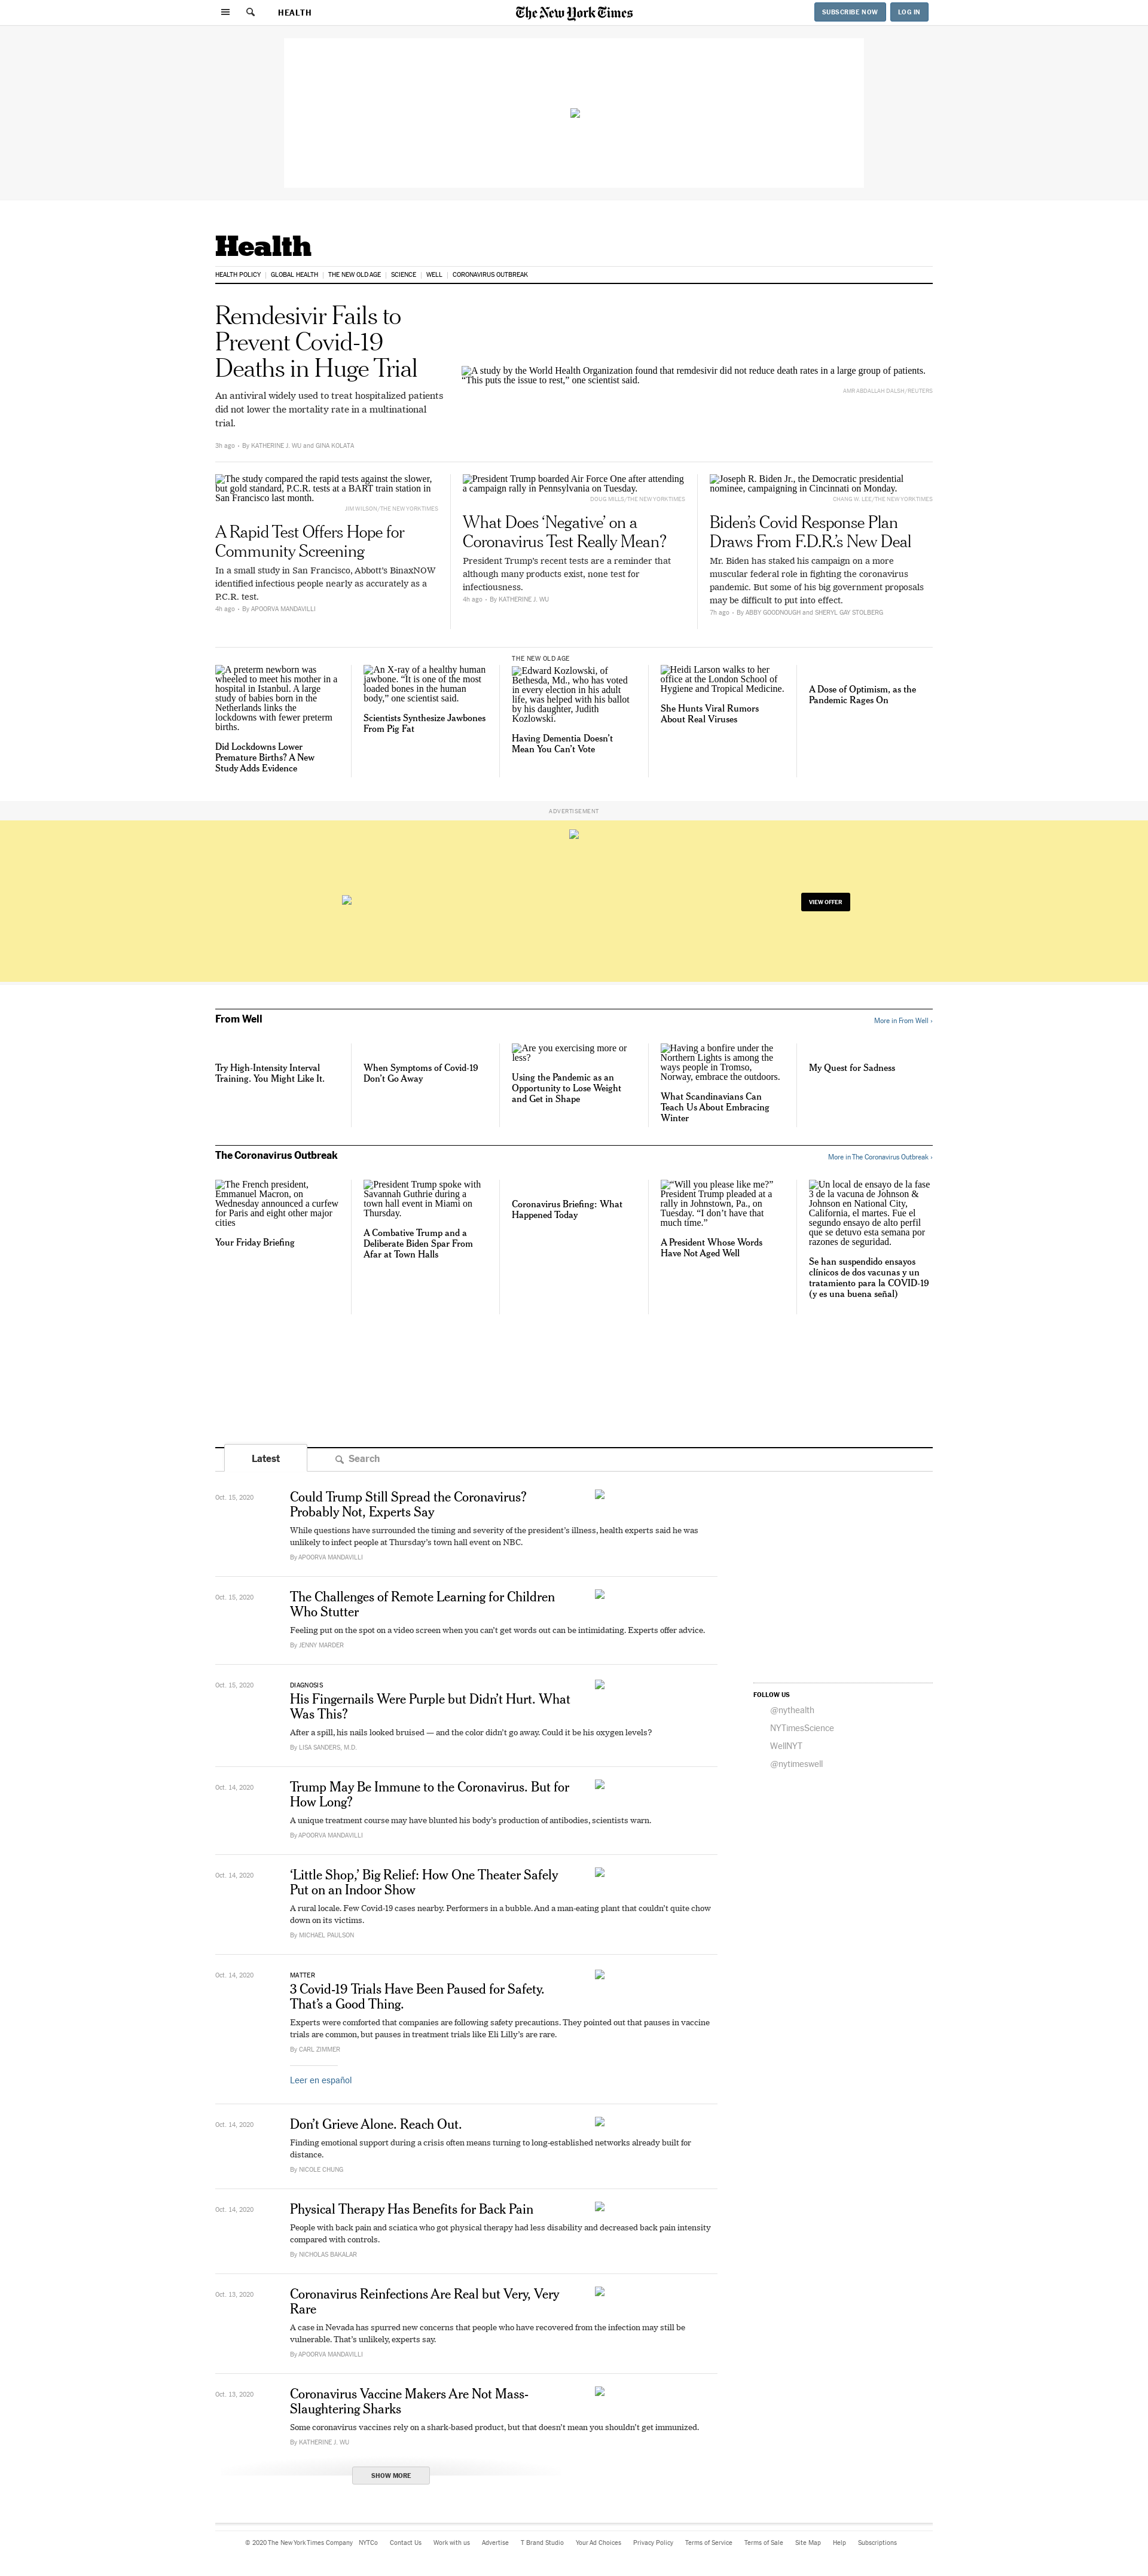 HEALTH
The New York Times
SUBSCRIBE NOW
LOG IN
Health
HEALTH POLICY
GLOBAL HEALTH
THE NEW OLD AGE
SCIENCE
WELL
CORONAVIRUS OUTBREAK
Remdesivir Fails to
Prevent Covid-19
Deaths in Huge Trial
An antiviral widely used to treat hospitalized patients
did not lower the mortality rate in a multinational
trial.
3h ago • By KATHERINE J. WU and GINA KOLATA
A study by the World Health Organization found that remdesivir did not reduce death rates in a large group of patients.
“This puts the issue to rest,” one scientist said.
AMR ABDALLAH DALSH/REUTERS
The study compared the rapid tests against the slower,
but gold standard, P.C.R. tests at a BART train station in
San Francisco last month.
JIM WILSON/THE NEW YORK TIMES
A Rapid Test Offers Hope for
Community Screening
In a small study in San Francisco, Abbott’s BinaxNOW
identified infectious people nearly as accurately as a
P.C.R. test.
4h ago • By APOORVA MANDAVILLI
President Trump boarded Air Force One after attending
a campaign rally in Pennsylvania on Tuesday.
DOUG MILLS/THE NEW YORK TIMES
What Does ‘Negative’ on a
Coronavirus Test Really Mean?
President Trump’s recent tests are a reminder that
although many products exist, none test for
infectiousness.
4h ago • By KATHERINE J. WU
Joseph R. Biden Jr., the Democratic presidential
nominee, campaigning in Cincinnati on Monday.
CHANG W. LEE/THE NEW YORK TIMES
Biden’s Covid Response Plan
Draws From F.D.R.’s New Deal
Mr. Biden has staked his campaign on a more
muscular federal role in fighting the coronavirus
pandemic. But some of his big government proposals
may be difficult to put into effect.
7h ago • By ABBY GOODNOUGH and SHERYL GAY STOLBERG
A preterm newborn was
wheeled to meet his mother in a
hospital in Istanbul. A large
study of babies born in the
Netherlands links the
lockdowns with fewer preterm
births.
Did Lockdowns Lower
Premature Births? A New
Study Adds Evidence
An X-ray of a healthy human
jawbone. “It is one of the most
loaded bones in the human
body,” one scientist said.
Scientists Synthesize Jawbones
From Pig Fat
THE NEW OLD AGE
Edward Kozlowski, of
Bethesda, Md., who has voted
in every election in his adult
life, was helped with his ballot
by his daughter, Judith
Kozlowski.
Having Dementia Doesn’t
Mean You Can’t Vote
Heidi Larson walks to her
office at the London School of
Hygiene and Tropical Medicine.
She Hunts Viral Rumors
About Real Viruses
A Dose of Optimism, as the
Pandemic Rages On
ADVERTISEMENT
VIEW OFFER
From Well
More in From Well ›
Try High-Intensity Interval
Training. You Might Like It.
When Symptoms of Covid-19
Don’t Go Away
Are you exercising more or
less?
Using the Pandemic as an
Opportunity to Lose Weight
and Get in Shape
Having a bonfire under the
Northern Lights is among the
ways people in Tromso,
Norway, embrace the outdoors.
What Scandinavians Can
Teach Us About Embracing
Winter
My Quest for Sadness
The Coronavirus Outbreak
More in The Coronavirus Outbreak ›
The French president,
Emmanuel Macron, on
Wednesday announced a curfew
for Paris and eight other major
cities
Your Friday Briefing
President Trump spoke with
Savannah Guthrie during a
town hall event in Miami on
Thursday.
A Combative Trump and a
Deliberate Biden Spar From
Afar at Town Halls
Coronavirus Briefing: What
Happened Today
“Will you please like me?”
President Trump pleaded at a
rally in Johnstown, Pa., on
Tuesday. “I don’t have that
much time.”
A President Whose Words
Have Not Aged Well
Un local de ensayo de la fase
3 de la vacuna de Johnson &
Johnson en National City,
California, el martes. Fue el
segundo ensayo de alto perfil
que se detuvo esta semana por
razones de seguridad.
Se han suspendido ensayos
clínicos de dos vacunas y un
tratamiento para la COVID-19
(y es una buena señal)
Latest
Search
Oct. 15, 2020
Could Trump Still Spread the Coronavirus?
Probably Not, Experts Say
While questions have surrounded the timing and severity of the president’s illness, health experts said he was
unlikely to infect people at Thursday’s town hall event on NBC.
By APOORVA MANDAVILLI
Oct. 15, 2020
The Challenges of Remote Learning for Children
Who Stutter
Feeling put on the spot on a video screen when you can’t get words out can be intimidating. Experts offer advice.
By JENNY MARDER
Oct. 15, 2020
DIAGNOSIS
His Fingernails Were Purple but Didn’t Hurt. What
Was This?
After a spill, his nails looked bruised — and the color didn’t go away. Could it be his oxygen levels?
By LISA SANDERS, M.D.
FOLLOW US
@nythealth
NYTimesScience
WellNYT
@nytimeswell
Oct. 14, 2020
Trump May Be Immune to the Coronavirus. But for
How Long?
A unique treatment course may have blunted his body’s production of antibodies, scientists warn.
By APOORVA MANDAVILLI
Oct. 14, 2020
‘Little Shop,’ Big Relief: How One Theater Safely
Put on an Indoor Show
A rural locale. Few Covid-19 cases nearby. Performers in a bubble. And a man-eating plant that couldn’t quite chow
down on its victims.
By MICHAEL PAULSON
Oct. 14, 2020
MATTER
3 Covid-19 Trials Have Been Paused for Safety.
That’s a Good Thing.
Experts were comforted that companies are following safety precautions. They pointed out that pauses in vaccine
trials are common, but pauses in treatment trials like Eli Lilly’s are rare.
By CARL ZIMMER
Leer en español
Oct. 14, 2020
Don’t Grieve Alone. Reach Out.
Finding emotional support during a crisis often means turning to long-established networks already built for
distance.
By NICOLE CHUNG
Oct. 14, 2020
Physical Therapy Has Benefits for Back Pain
People with back pain and sciatica who got physical therapy had less disability and decreased back pain intensity
compared with controls.
By NICHOLAS BAKALAR
Oct. 13, 2020
Coronavirus Reinfections Are Real but Very, Very
Rare
A case in Nevada has spurred new concerns that people who have recovered from the infection may still be
vulnerable. That’s unlikely, experts say.
By APOORVA MANDAVILLI
Oct. 13, 2020
Coronavirus Vaccine Makers Are Not Mass-
Slaughtering Sharks
Some coronavirus vaccines rely on a shark-based product, but that doesn’t mean you shouldn’t get immunized.
By KATHERINE J. WU
SHOW MORE
© 2020 The New York Times Company NYTCo Contact Us Work with us Advertise T Brand Studio Your Ad Choices Privacy Policy Terms of Service Terms of Sale Site Map Help Subscriptions